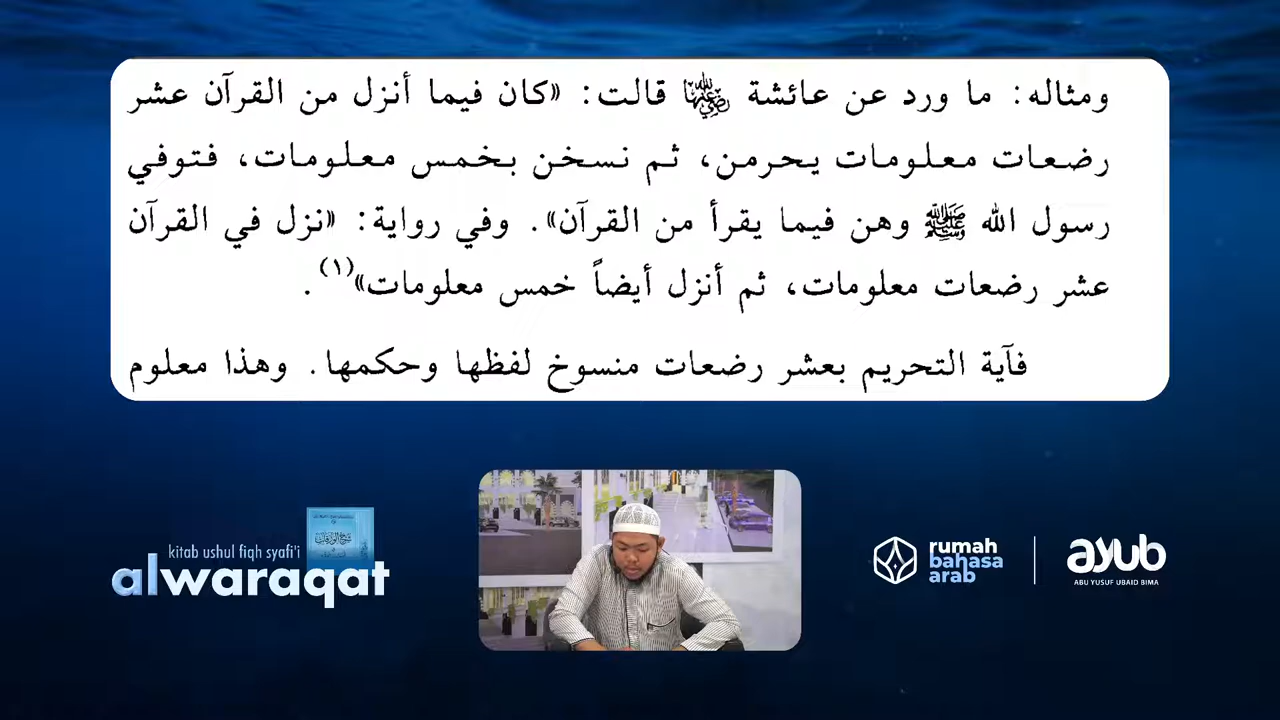 ومثاله: ما ورد عن عائشة رضي الله عنها قالت: «كان فيما أنزل من القرآن عشر
رضعات معلومات يحرمن، ثم نسخن بخمس معلومات، فتوفي
رسول الله ﷺ وهن فيما يقرأ من القرآن». وفي رواية: «نزل في القرآن
عشر رضعات معلومات، ثم أنزل أيضاً خمس معلومات»(١).
فآية التحريم بعشر رضعات منسوخ لفظها وحكمها. وهذا معلوم
kitab ushul fiqh syafi'i
alwaraqat
rumah
bahasa
arab
ayub
ABU YUSUF UBAID BIMA